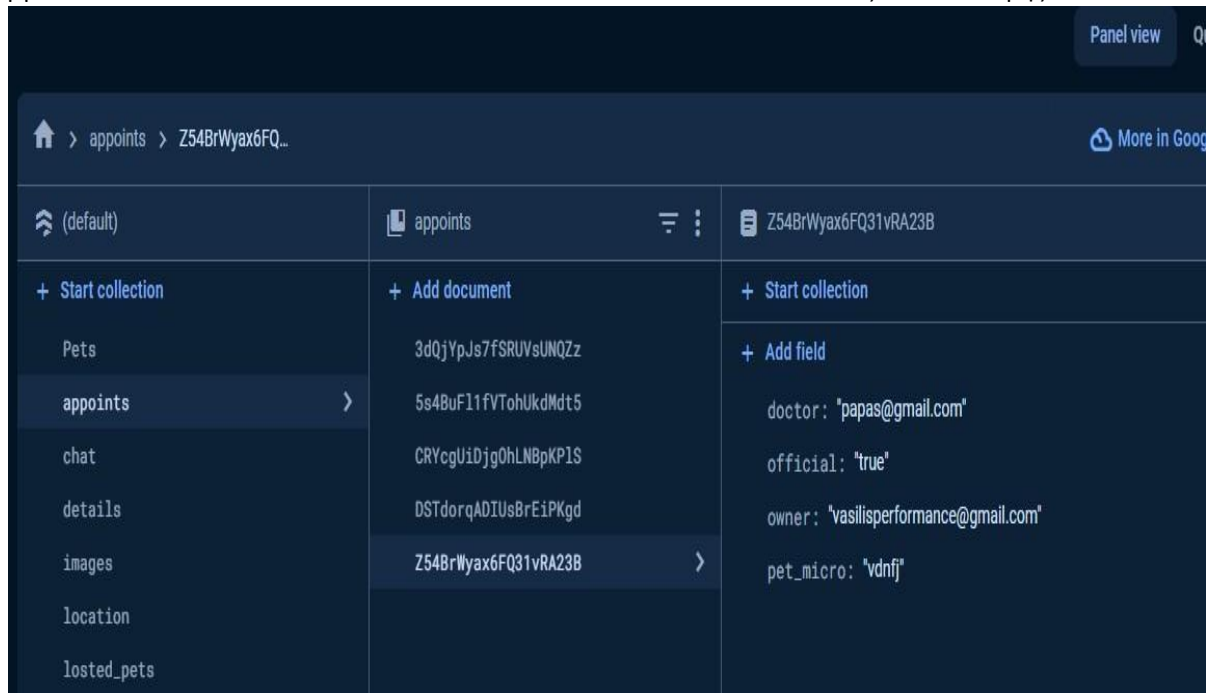 Panel view
appoints > Z54BrWyax6FQ…
More in Goog
(default)
appoints
Z54BrWyax6FQ31vRA23B
+ Start collection
+ Add document
+ Start collection
Pets
3dQjYpJs7fSRUVsUNQZz
+ Add field
appoints
5s4BuFl1fVTohUkdMdt5
doctor: "papas@gmail.com"
chat
CRYcgUiDjgOhLNBpKPlS
official: "true"
details
DSTdorqADIUsBrEiPKgd
owner: "vasilisperformance@gmail.com"
images
Z54BrWyax6FQ31vRA23B
pet_micro: "vdnfj"
location
losted_pets